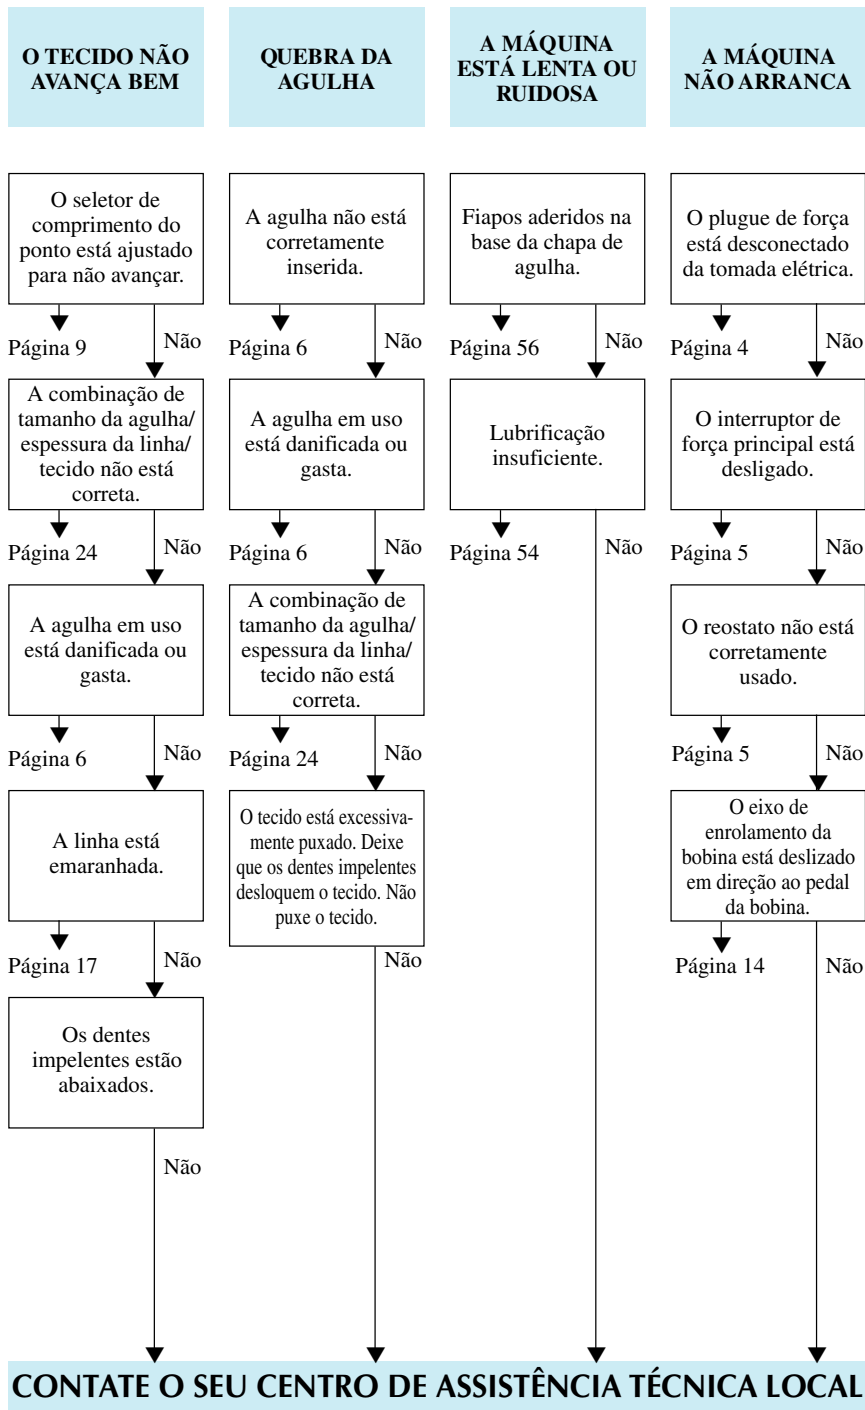 O TECIDO NÃO
AVANÇA BEM
O seletor de
comprimento do
ponto está ajustado
para não avançar.
Página 9
Não
A combinação de
tamanho da agulha/
espessura da linha/
tecido não está
correta.
Página 24
Não
A agulha em uso
está danificada ou
gasta.
Página 6
Não
A linha está
emaranhada.
Página 17
Não
Os dentes
impelentes estão
abaixados.
Não
QUEBRA DA
AGULHA
A agulha não está
corretamente
inserida.
Página 6
Não
A agulha em uso
está danificada ou
gasta.
Página 6
Não
A combinação de
tamanho da agulha/
espessura da linha/
tecido não está
correta.
Página 24
Não
O tecido está excessiva-
mente puxado. Deixe
que os dentes impelentes
desloquem o tecido. Não
puxe o tecido.
Não
A MÁQUINA
ESTÁ LENTA OU
RUIDOSA
Fiapos aderidos na
base da chapa de
agulha.
Página 56
Não
Lubrificação
insuficiente.
Página 54
Não
A MÁQUINA
NÃO ARRANCA
O plugue de força
está desconectado
da tomada elétrica.
Página 4
Não
O interruptor de
força principal está
desligado.
Página 5
Não
O reostato não está
corretamente
usado.
Página 5
Não
O eixo de
enrolamento da
bobina está deslizado
em direção ao pedal
da bobina.
Página 14
Não
CONTATE O SEU CENTRO DE ASSISTÊNCIA TÉCNICA LOCAL